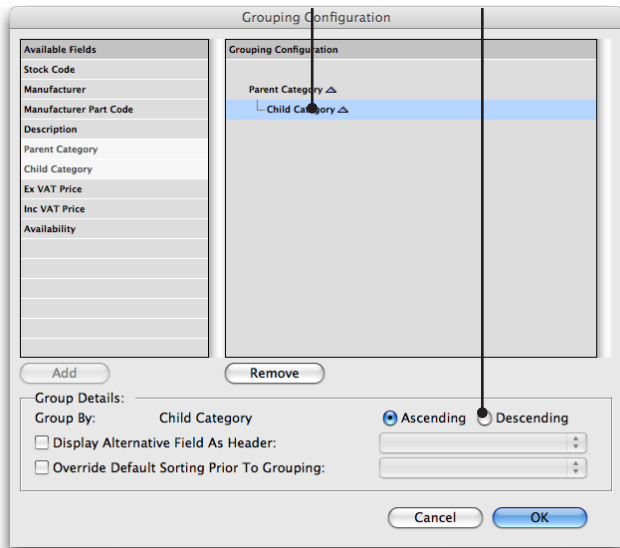 Grouping Configuration
Available Fields
Stock Code
Manufacturer
Manufacturer Part Code
Description
Parent Category
Child Category
Ex VAT Price
Inc VAT Price
Availability
Grouping Configuration
Parent Category
Child Category
Add
Remove
Group Details:
Group By: Child Category
Ascending
Descending
Display Alternative Field As Header:
Override Default Sorting Prior To Grouping:
Cancel
OK